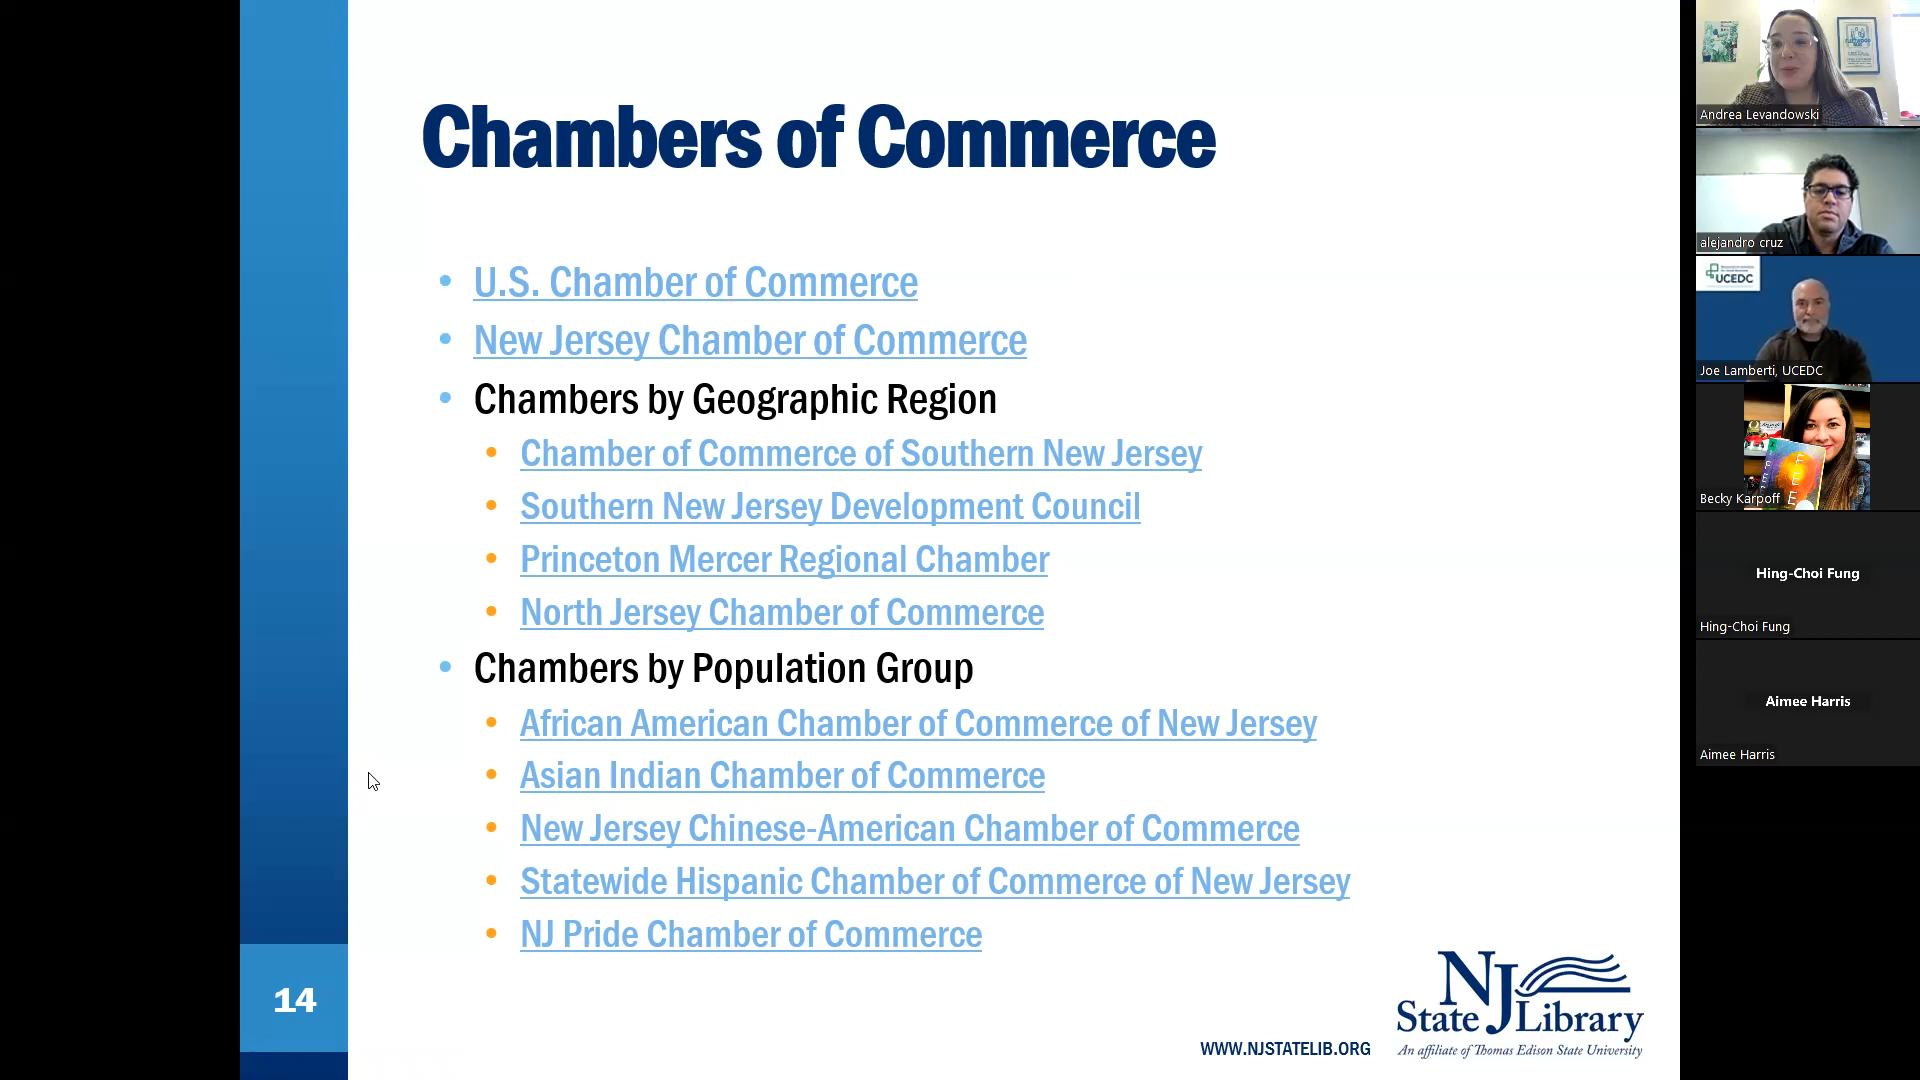 Chambers of Commerce
• U.S. Chamber of Commerce
• New Jersey Chamber of Commerce
• Chambers by Geographic Region
• Chamber of Commerce of Southern New Jersey
• Southern New Jersey Development Council
• Princeton Mercer Regional Chamber
• North Jersey Chamber of Commerce
• Chambers by Population Group
• African American Chamber of Commerce of New Jersey
• Asian Indian Chamber of Commerce
• New Jersey Chinese-American Chamber of Commerce
• Statewide Hispanic Chamber of Commerce of New Jersey
• NJ Pride Chamber of Commerce
14
WWW.NJSTATELIB.ORG
NJ
State Library
An affiliate of Thomas Edison State University
Andrea Levandowski
alejandro cruz
UCEDC
Joe Lamberti, UCEDC
Becky Karpoff
Hing-Choi Fung
Hing-Choi Fung
Aimee Harris
Aimee Harris